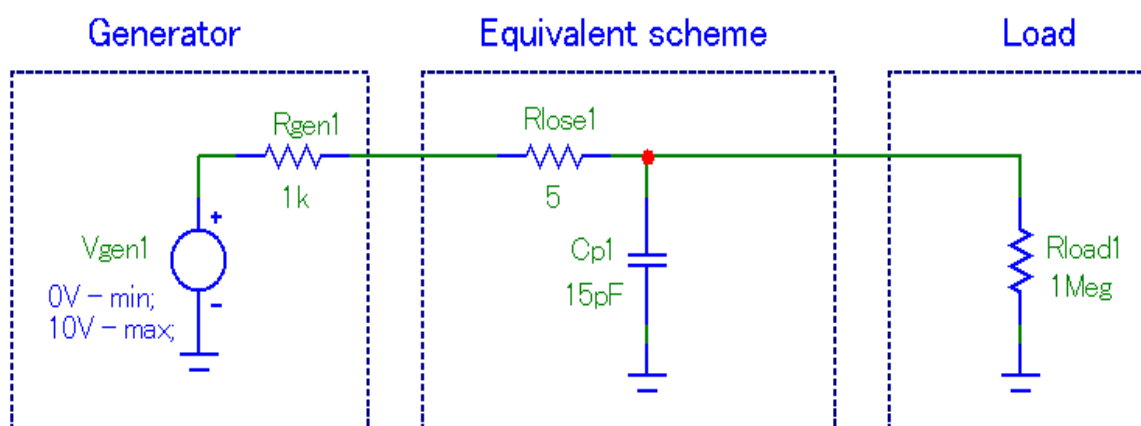 Generator
Equivalent scheme
Load
Rgen1
1k
Rlose1
5
Vgen1
+
-
0V - min;
10V - max;
Cp1
15pF
Rload1
1Meg